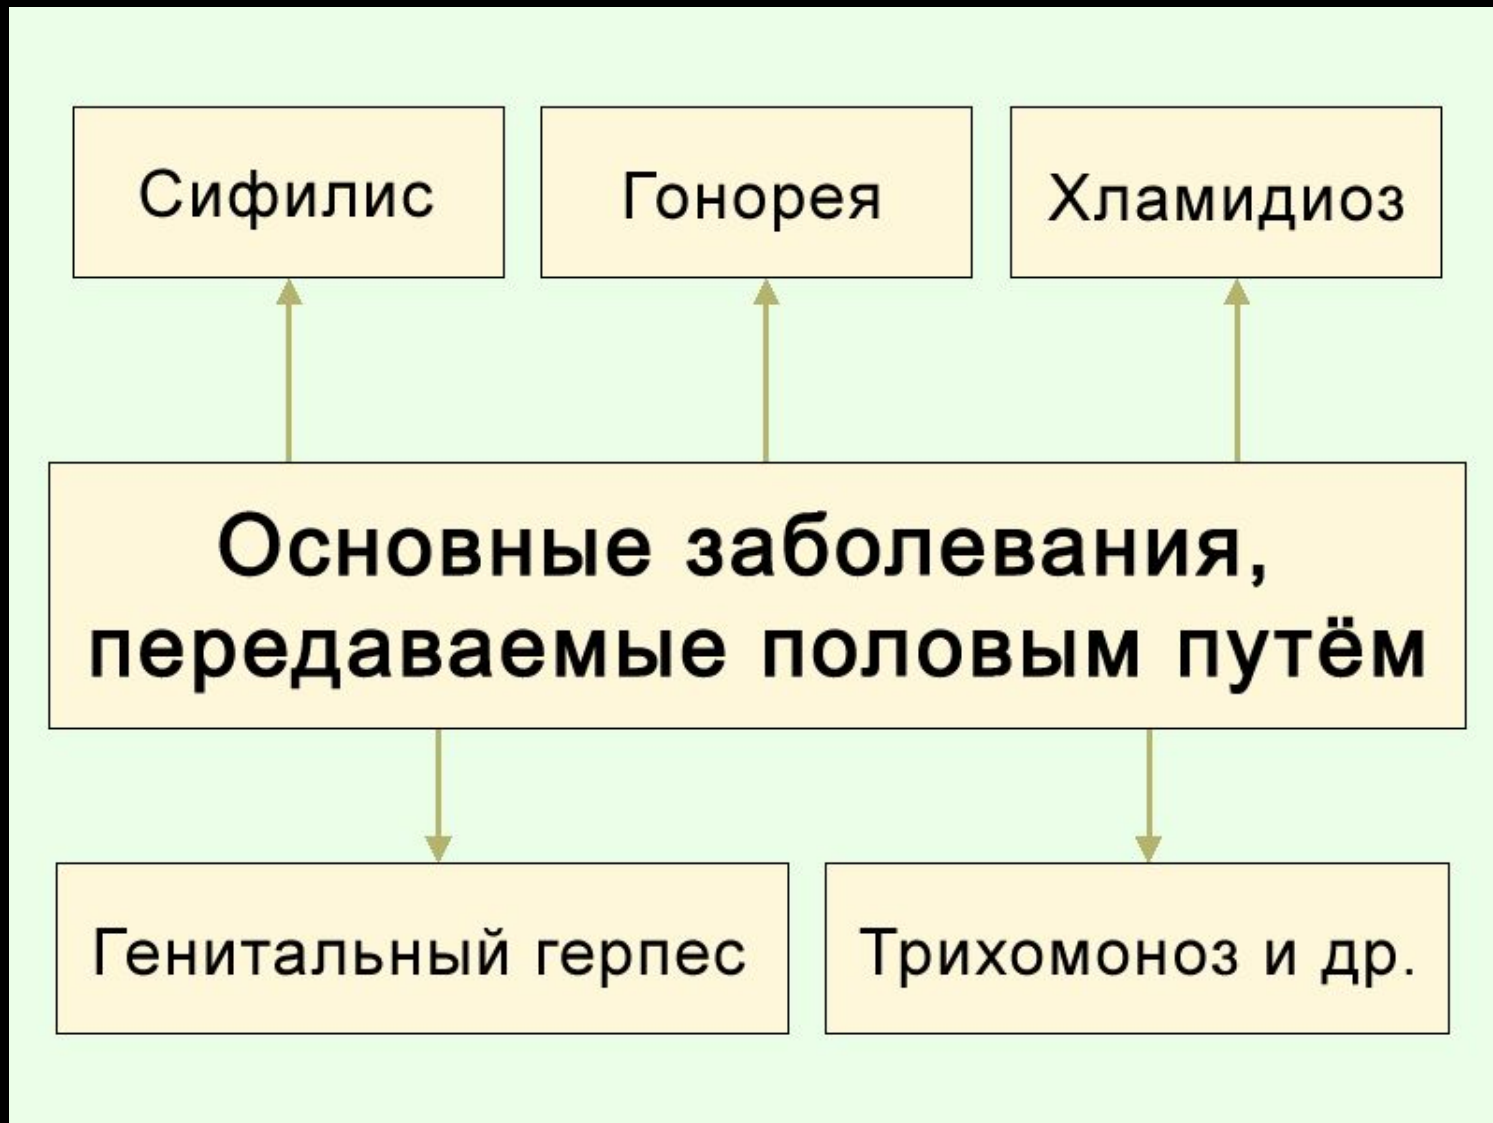 Сифилис
Гонорея
Хламидиоз
Основные заболевания,
передаваемые половым путём
Генитальный герпес
Трихомоноз и др.